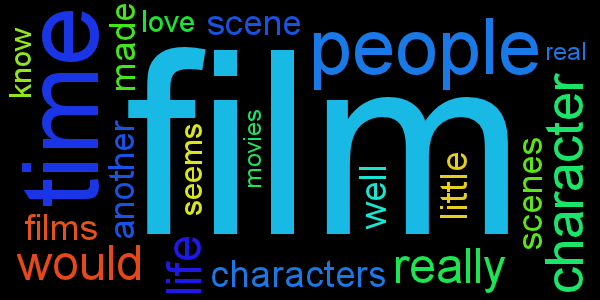 know
time
made
love
scene
people
real
film
another
seems
movies
well
little
scenes
character
films
would
life
characters
really